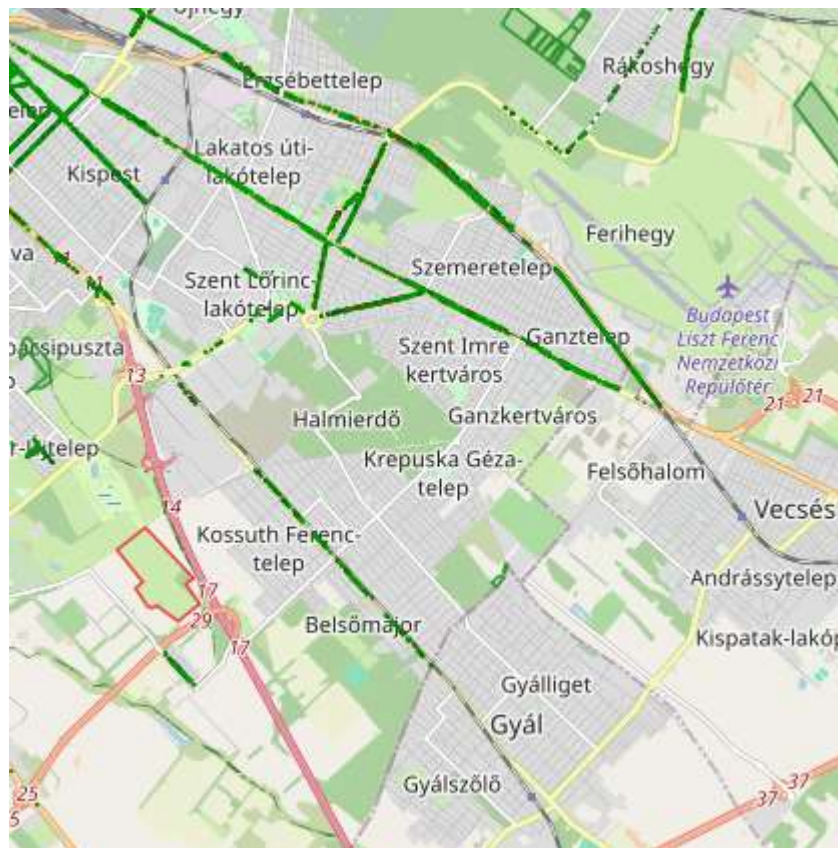 Erzsébettelep
Rákoshegy
Lakatos úti-
lakótelep
Kispest
Ferihegy
Szemeretelep
Szent Lőrinc-
lakótelep
Budapest
Liszt Ferenc
Nemzetközi
Repülőtér
Ganztelep
Szent Imre
kertváros
13
21
21
Halmierdő
Ganzkertváros
Krepuska Géza-
telep
Felsőhalom
14
Vecsés
Kossuth Ferenc-
telep
Andrássytelep
17
29
17
Belsőmajor
Gyálliget
Gyál
Gyálszőlő
25
37
37